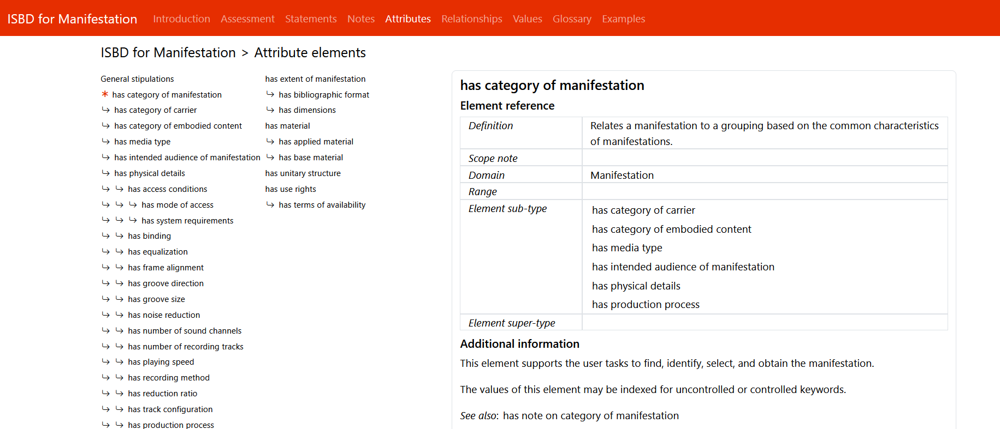 ISBD for Manifestation Introduction Assessment Statements Notes Attributes Relationships Values Glossary Examples
ISBD for Manifestation > Attribute elements
General stipulations
* has category of manifestation
↳ has category of carrier
↳ has category of embodied content
↳ has media type
↳ has intended audience of manifestation
↳ has physical details
↳ ↳ has access conditions
↳ ↳ ↳ has mode of access
↳ ↳ ↳ has system requirements
↳ ↳ has binding
↳ ↳ has equalization
↳ ↳ has frame alignment
↳ ↳ has groove direction
↳ ↳ has groove size
↳ ↳ has noise reduction
↳ ↳ has number of sound channels
↳ ↳ has number of recording tracks
↳ ↳ has playing speed
↳ ↳ has recording method
↳ ↳ has reduction ratio
↳ ↳ has track configuration
↳ ↳ has production process
has extent of manifestation
↳ has bibliographic format
↳ has dimensions
has material
↳ has applied material
↳ has base material
has unitary structure
has use rights
↳ has terms of availability
has category of manifestation
Element reference
Definition Relates a manifestation to a grouping based on the common characteristics
of manifestations.
Scope note
Domain Manifestation
Range
Element sub-type has category of carrier
has category of embodied content
has media type
has intended audience of manifestation
has physical details
has production process
Element super-type
Additional information
This element supports the user tasks to find, identify, select, and obtain the manifestation.
The values of this element may be indexed for uncontrolled or controlled keywords.
See also: has note on category of manifestation